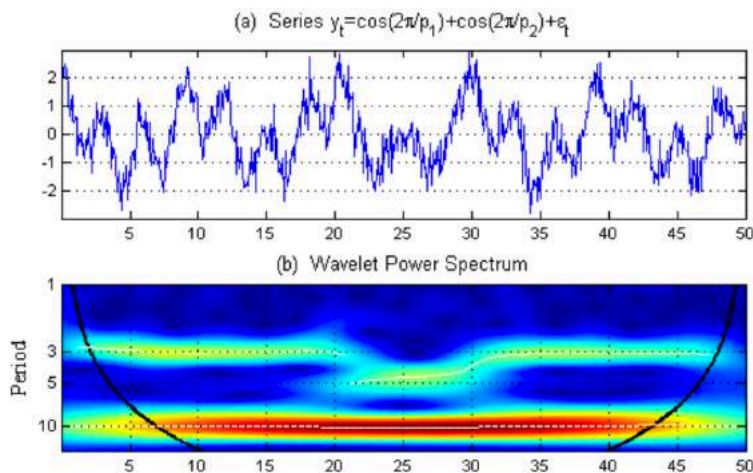 (a) Series y_t=cos(2π/p_1)+cos(2π/p_2)+ε_t
2
1
0
-1
-2
5 10 15 20 25 30 35 40 45 50
(b) Wavelet Power Spectrum
Period
1
3
5
10
5 10 15 20 25 30 35 40 45 50